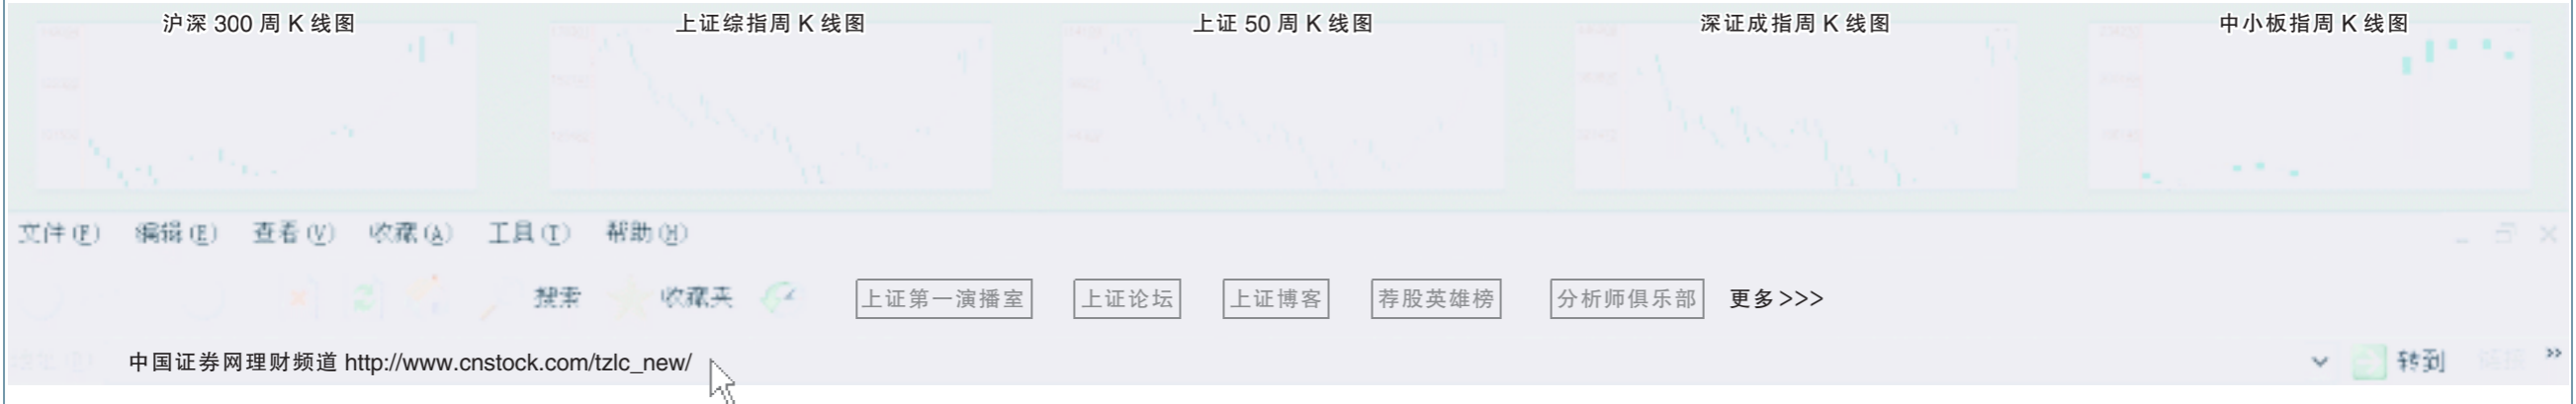 沪深 300 周 K 线图 上证综指周 K 线图 上证 50 周 K 线图 深证成指周 K 线图 中小板指周 K 线图
文件(F) 编辑(E) 查看(V) 收藏(A) 工具(T) 帮助(H)
搜索 收藏夹 上证第一演播室 上证论坛 上证博客 荐股英雄榜 分析师俱乐部 更多>>>
地址(D) 中国证券网理财频道 http://www.cnstock.com/tzlc_new/ 转到 链接 »